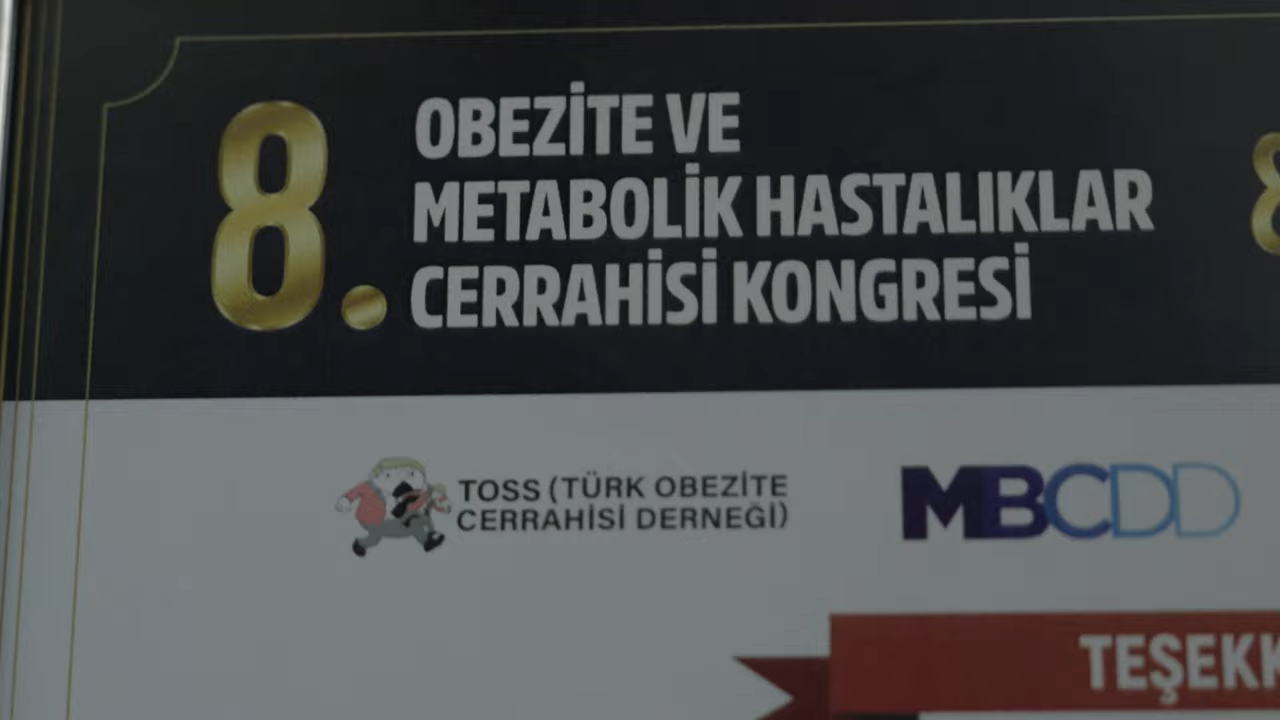 8.
OBEZİTE VE
METABOLİK HASTALIKLAR
CERRAHİSİ KONGRESİ
TOSS (TÜRK OBEZİTE
CERRAHİSİ DERNEĞİ)
MBCDD